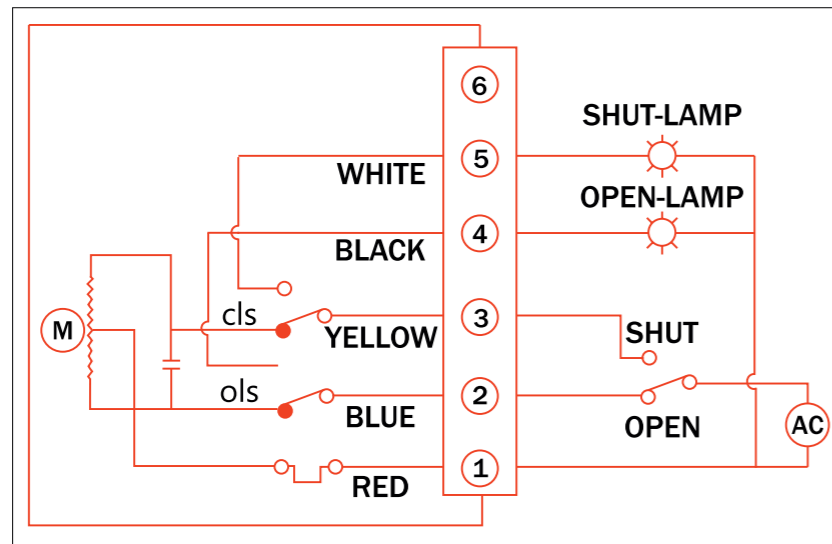 6
SHUT-LAMP
5
WHITE
OPEN-LAMP
4
BLACK
cls
3
M
YELLOW
SHUT
ols
2
BLUE
OPEN
AC
1
RED